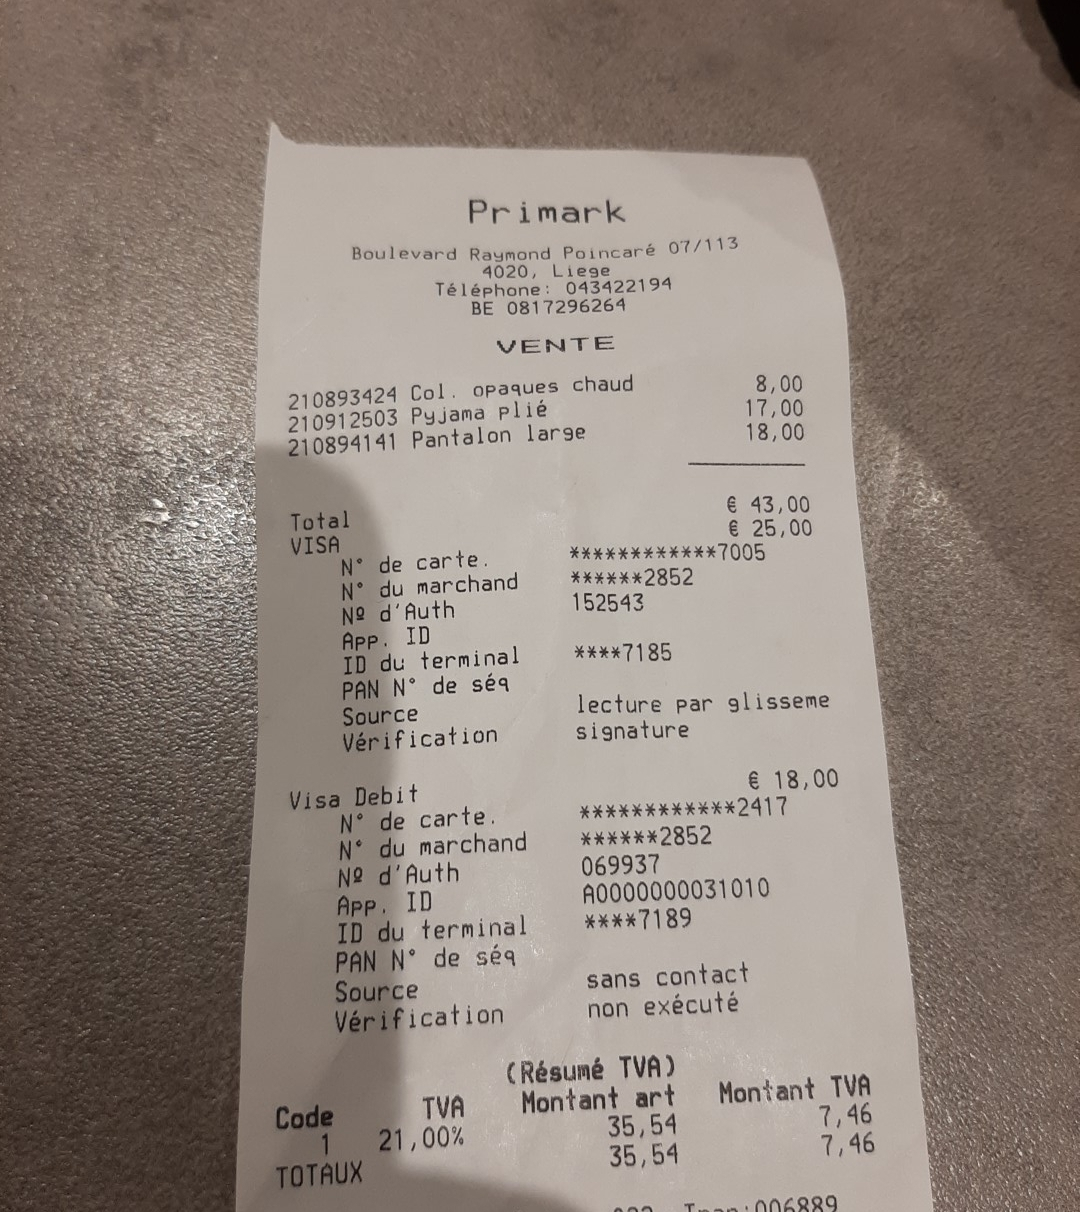 Primark
Boulevard Raymond Poincaré 07/113
4020, Liege
Téléphone: 043422194
BE 0817296264
VENTE
210893424 Col. opaques chaud 8,00
210912503 Pyjama plié 17,00
210894141 Pantalon large 18,00
Total € 43,00
VISA € 25,00
N° de carte. ************7005
N° du marchand ******2852
Nº d'Auth 152543
App. ID
ID du terminal ****7185
PAN N° de séq
Source lecture par glisseme
Vérification signature
Visa Debit € 18,00
N° de carte. ************2417
N° du marchand ******2852
Nº d'Auth 069937
App. ID A0000000031010
ID du terminal ****7189
PAN N° de séq
Source sans contact
Vérification non exécuté
(Résumé TVA)
Code TVA Montant art Montant TVA
1 21,00% 35,54 7,46
TOTAUX 35,54 7,46